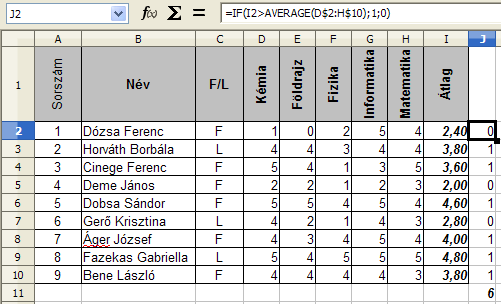 J2 f(x) Σ = =IF(I2>AVERAGE(D$2:H$10);1;0)
A B C D E F G H I J
1 Sorszám Név F/L Kémia Földrajz Fizika Informatika Matematika Átlag
2 1 Dózsa Ferenc F 1 0 2 5 4 2,40 0
3 2 Horváth Borbála L 4 4 3 4 4 3,80 1
4 3 Cinege Ferenc F 5 4 1 3 5 3,60 1
5 4 Deme János F 2 2 1 2 3 2,00 0
6 5 Dobsa Sándor F 5 5 4 5 4 4,60 1
7 6 Gerő Krisztina L 4 2 1 4 3 2,80 0
8 7 Áger József F 4 3 4 5 4 4,00 1
9 8 Fazekas Gabriella L 5 4 5 5 5 4,80 1
10 9 Bene László F 4 4 4 4 3 3,80 1
11 6